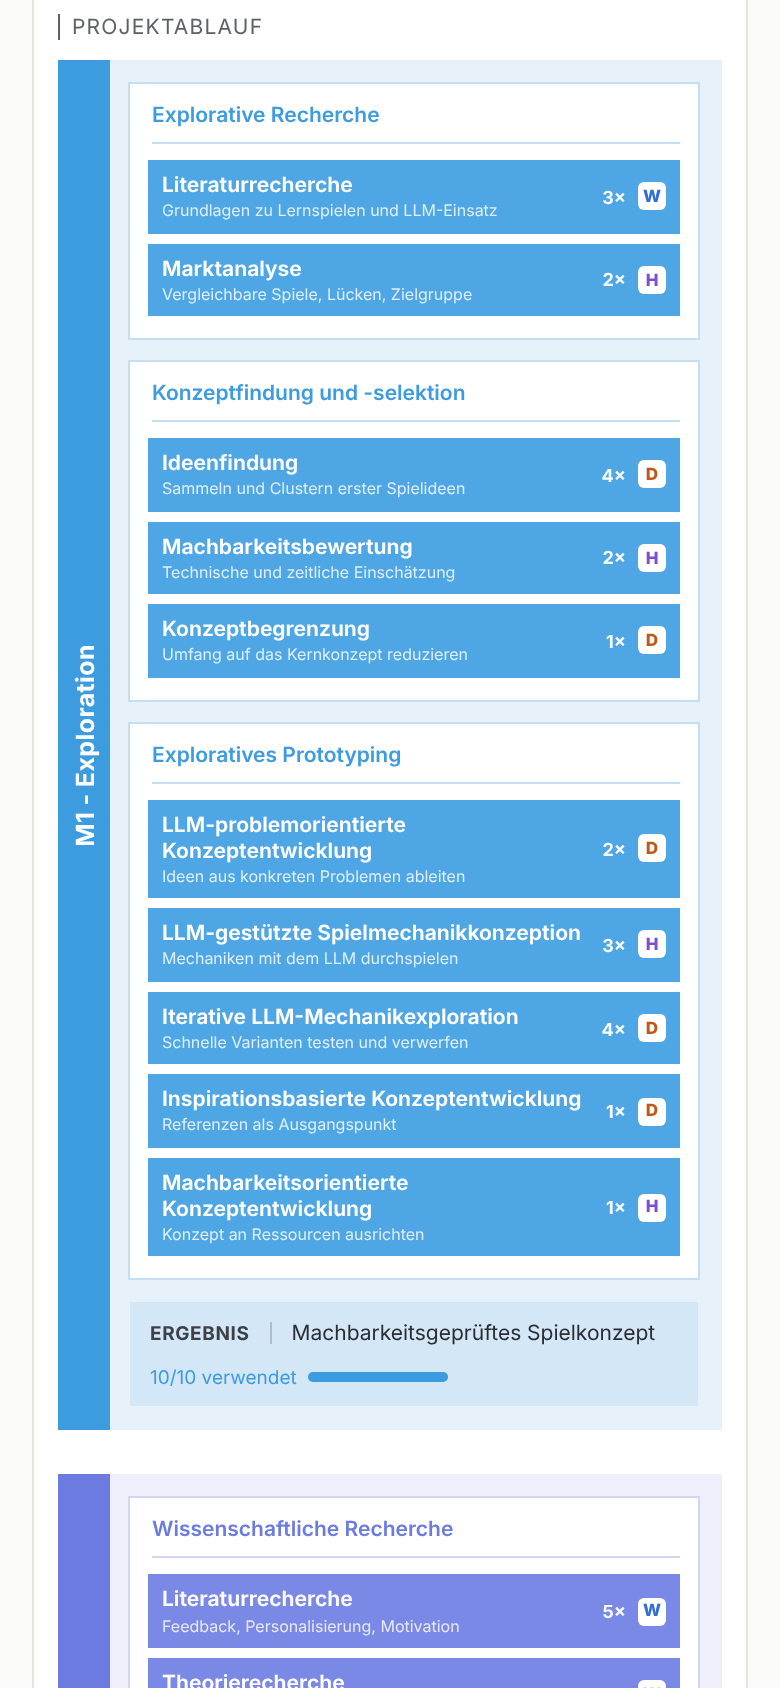 PROJEKTABLAUF
M1 - Exploration
Explorative Recherche
Literaturrecherche
Grundlagen zu Lernspielen und LLM-Einsatz
3× W
Marktanalyse
Vergleichbare Spiele, Lücken, Zielgruppe
2× H
Konzeptfindung und -selektion
Ideenfindung
Sammeln und Clustern erster Spielideen
4× D
Machbarkeitsbewertung
Technische und zeitliche Einschätzung
2× H
Konzeptbegrenzung
Umfang auf das Kernkonzept reduzieren
1× D
Exploratives Prototyping
LLM-problemorientierte
Konzeptentwicklung
Ideen aus konkreten Problemen ableiten
2× D
LLM-gestützte Spielmechanikkonzeption
Mechaniken mit dem LLM durchspielen
3× H
Iterative LLM-Mechanikexploration
Schnelle Varianten testen und verwerfen
4× D
Inspirationsbasierte Konzeptentwicklung
Referenzen als Ausgangspunkt
1× D
Machbarkeitsorientierte
Konzeptentwicklung
Konzept an Ressourcen ausrichten
1× H
ERGEBNIS | Machbarkeitsgeprüftes Spielkonzept
10/10 verwendet
Wissenschaftliche Recherche
Literaturrecherche
Feedback, Personalisierung, Motivation
5× W
Theorierecherche